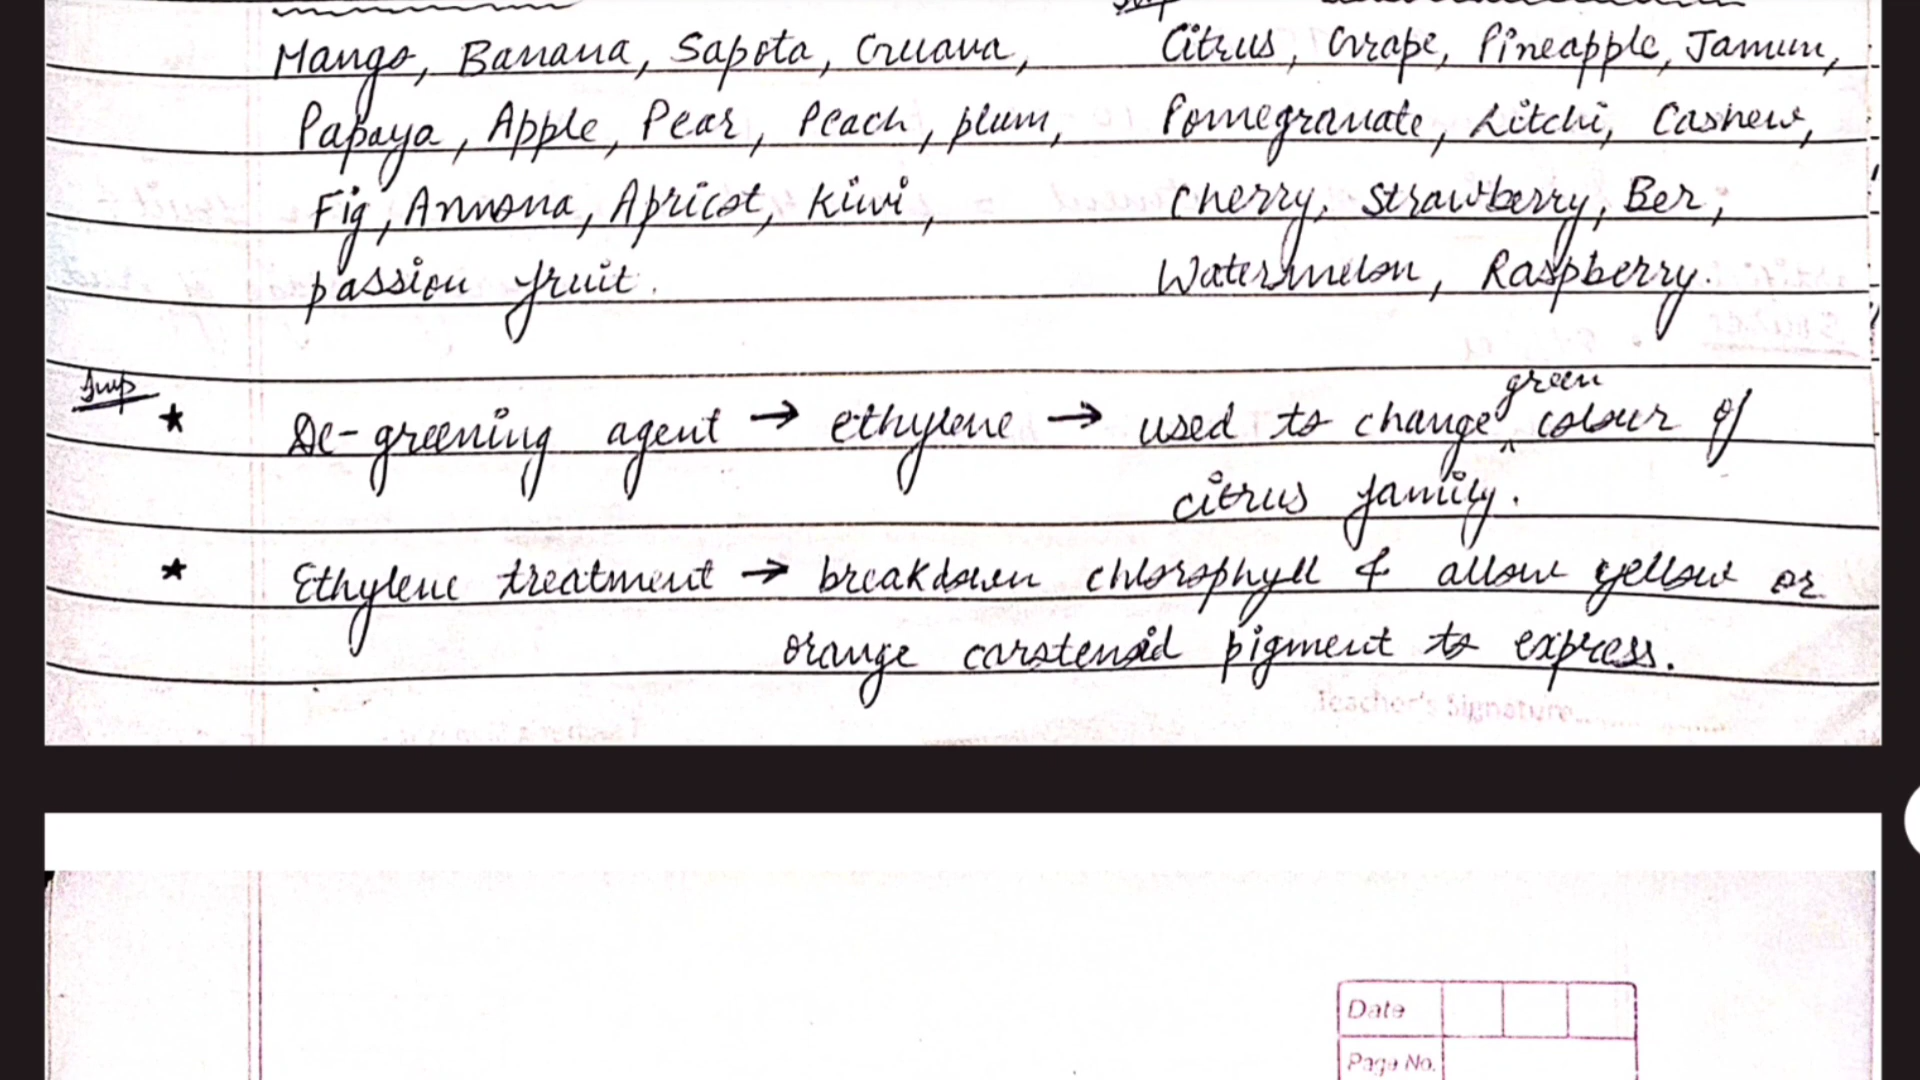 Mango, Banana, Sapota, Guava,
Papaya, Apple, Pear, Peach, plum,
Fig, Annona, Apricot, Kiwi,
passion fruit.
Citrus, Grape, Pineapple, Jamun,
Pomegranate, Litchi, Cashew,
Cherry, Strawberry, Ber,
Watermelon, Raspberry.
Imp
★ De-greening agent → ethylene → used to change green colour of
citrus family.
★ Ethylene treatment → breakdown chlorophyll & allow yellow or
orange carotenoid pigment to express.
Teacher's Signature
Date
Page No.